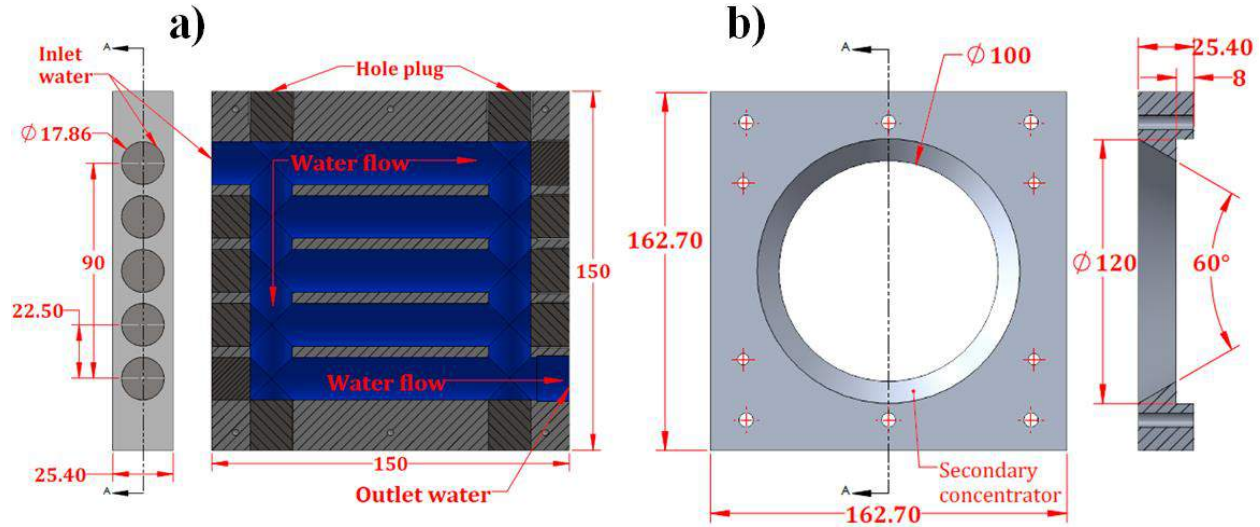 a)
A
Inlet
water
Hole plug
∅ 17.86
Water flow
90
22.50
150
Water flow
25.40
A
150
Outlet water
b)
A
∅ 100
25.40
8
162.70
∅ 120
60°
Secondary
concentrator
A
162.70